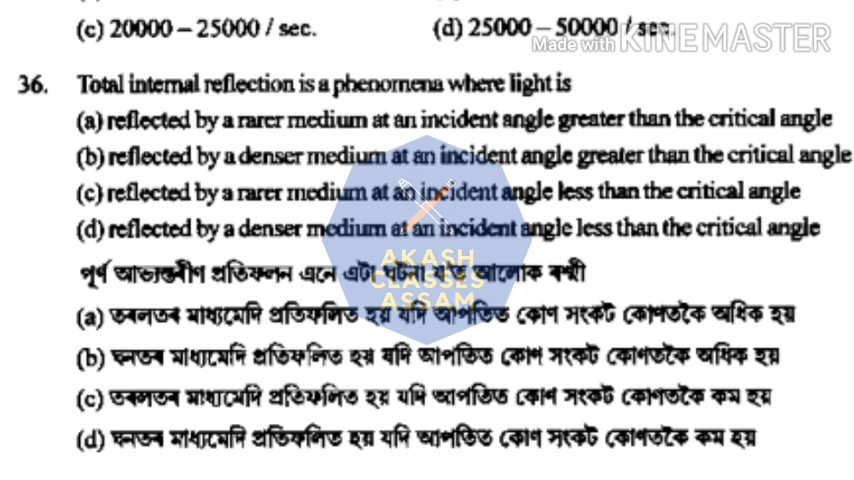 (c) 20000 – 25000 / sec. (d) 25000 – 50000 / sec.
Made with KINEMASTER
36. Total internal reflection is a phenomena where light is
(a) reflected by a rarer medium at an incident angle greater than the critical angle
(b) reflected by a denser medium at an incident angle greater than the critical angle
(c) reflected by a rarer medium at an incident angle less than the critical angle
(d) reflected by a denser medium at an incident angle less than the critical angle
AKASH
CLASSES
ASSAM
পূৰ্ণ আভ্যন্তৰীণ প্ৰতিফলন এনে এটা ঘটনা য'ত আলোক ৰশ্মী
(a) তৰলতৰ মাধ্যমেদি প্ৰতিফলিত হয় যদি আপতিত কোণ সংকট কোণতকৈ অধিক হয়
(b) ঘনতৰ মাধ্যমেদি প্ৰতিফলিত হয় যদি আপতিত কোণ সংকট কোণতকৈ অধিক হয়
(c) তৰলতৰ মাধ্যমেদি প্ৰতিফলিত হয় যদি আপতিত কোণ সংকট কোণতকৈ কম হয়
(d) ঘনতৰ মাধ্যমেদি প্ৰতিফলিত হয় যদি আপতিত কোণ সংকট কোণতকৈ কম হয়